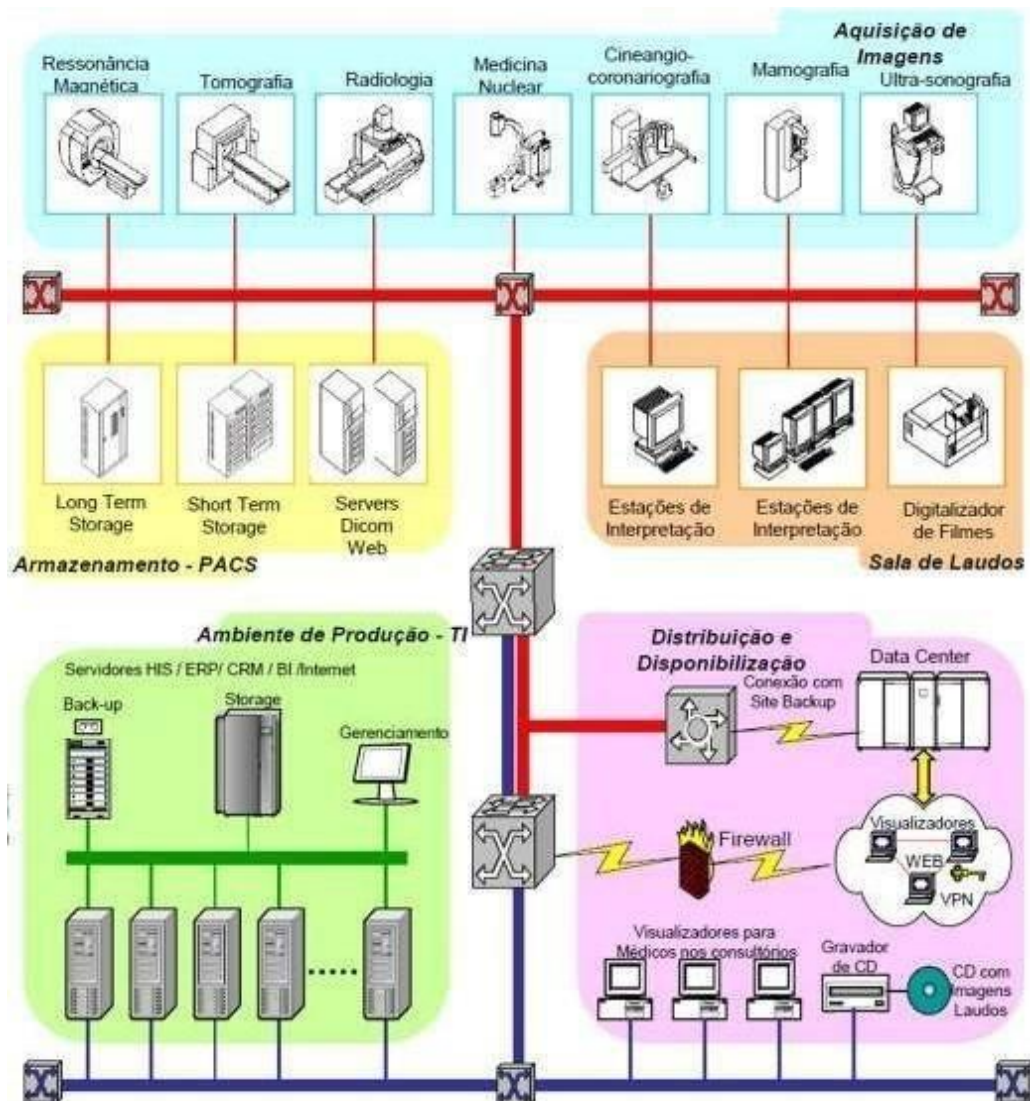 Aquisição de
Imagens
Ressonância
Magnética
Tomografia
Radiologia
Medicina
Nuclear
Cineangio-
coronariografia
Mamografia
Ultra-sonografia
Long Term
Storage
Short Term
Storage
Servers
Dicom
Web
Armazenamento - PACS
Estações de
Interpretação
Estações de
Interpretação
Digitalizador
de Filmes
Sala de Laudos
Ambiente de Produção - TI
Servidores HIS / ERP/ CRM / BI /Internet
Back-up
Storage
Gerenciamento
Distribuição e
Disponibilização
Data Center
Conexão com
Site Backup
Firewall
Visualizadores
WEB
VPN
Visualizadores para
Médicos nos consultórios
Gravador
de CD
CD com
Imagens
Laudos